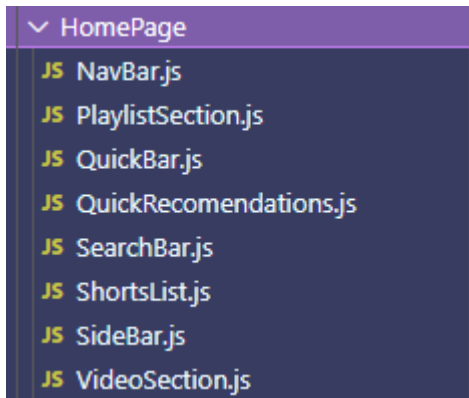 HomePage
JS NavBar.js
JS PlaylistSection.js
JS QuickBar.js
JS QuickRecomendations.js
JS SearchBar.js
JS ShortsList.js
JS SideBar.js
JS VideoSection.js